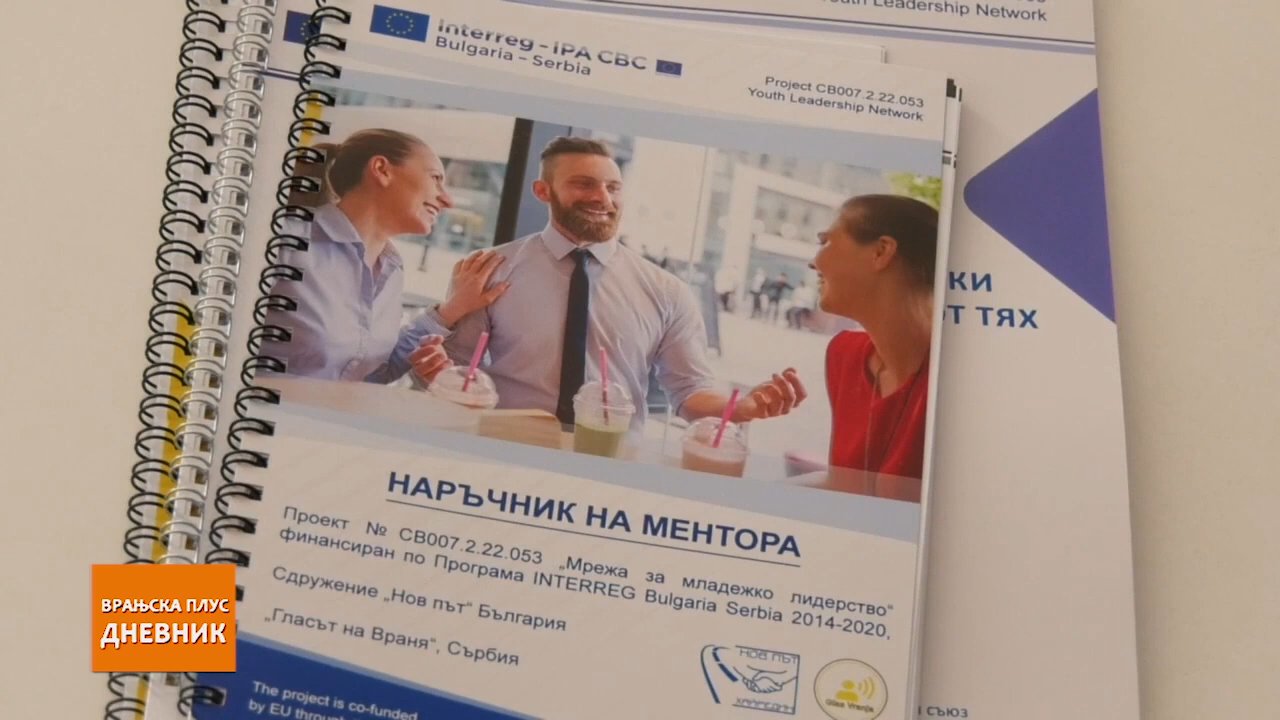 Youth Leadership Network
Interreg - IPA CBC
Bulgaria - Serbia
Project CB007.2.22.053
Youth Leadership Network
КИ
ОТ ТЯХ
НАРЪЧНИК НА МЕНТОРА
Проект № CB007.2.22.053 „Мрежа за младежко лидерство“
финансиран по Програма INTERREG Bulgaria Serbia 2014-2020,
Сдружение „Нов път“ България
„Гласът на Враня“, Сърбия
НОВ ПЪТ
ХАЙРЕДИН
Glas Vranja
The project is co-funded
by EU through
СЪЮЗ
ВРАЊСКА ПЛУС
ДНЕВНИК